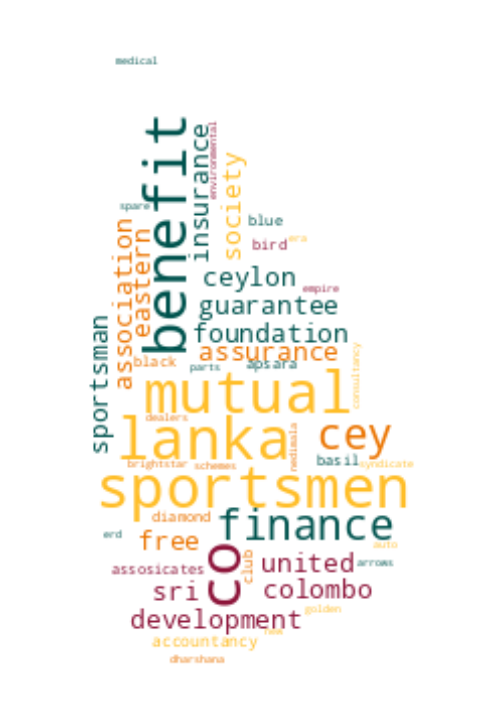 medical
benefit
insurance
environmental
society
spare
blue
bird
era
association
eastern
ceylon
empire
guarantee
sportsman
foundation
assurance
black
parts
apsara
consultancy
mutual
dealers
lanka
nedimala
cey
brightstar
schemes
basil
syndicate
sportsmen
diamond
finance
erd
free
auto
co
club
united
arrows
assosicates
sri
colombo
golden
development
new
accountancy
dharshana